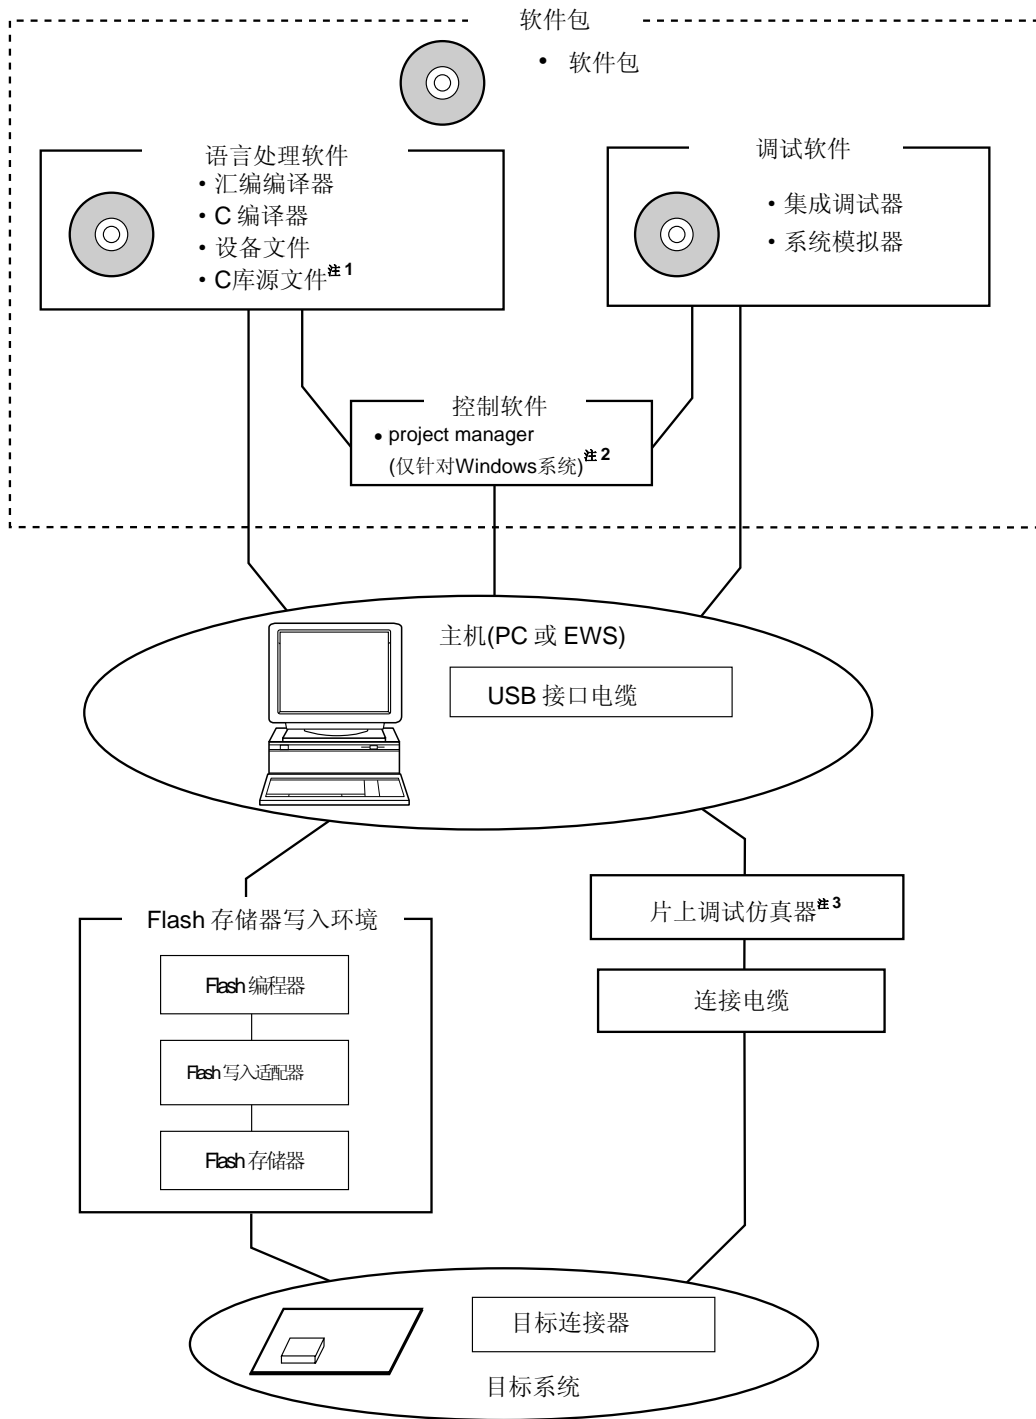 软件包
• 软件包
语言处理软件
・汇编编译器
・C 编译器
・设备文件
・C库源文件注 1
调试软件
・集成调试器
・系统模拟器
控制软件
• project manager
(仅针对Windows系统)注 2
主机(PC 或 EWS)
USB 接口电缆
Flash 存储器写入环境
Flash 编程器
Flash 写入适配器
Flash 存储器
片上调试仿真器注 3
连接电缆
目标连接器
目标系统